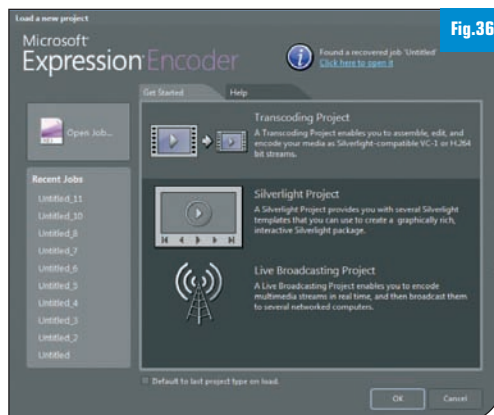 Load a new project
Fig.36
Microsoft
Expression Encoder
Found a recovered job 'Untitled'
Click here to open it
Get Started
Help
Open Job...
Recent Jobs
Untitled_11
Untitled_10
Untitled_8
Untitled_7
Untitled_6
Untitled_5
Untitled_4
Untitled_3
Untitled_2
Untitled
Transcoding Project
A Transcoding Project enables you to assemble, edit, and
encode your media as Silverlight-compatible VC-1 or H.264
bit streams.
Silverlight Project
A Silverlight Project provides you with several Silverlight
templates that you can use to create a graphically rich,
interactive Silverlight package.
Live Broadcasting Project
A Live Broadcasting Project enables you to encode
multimedia streams in real time, and then broadcast them
to several networked computers.
Default to last project type on load.
OK
Cancel